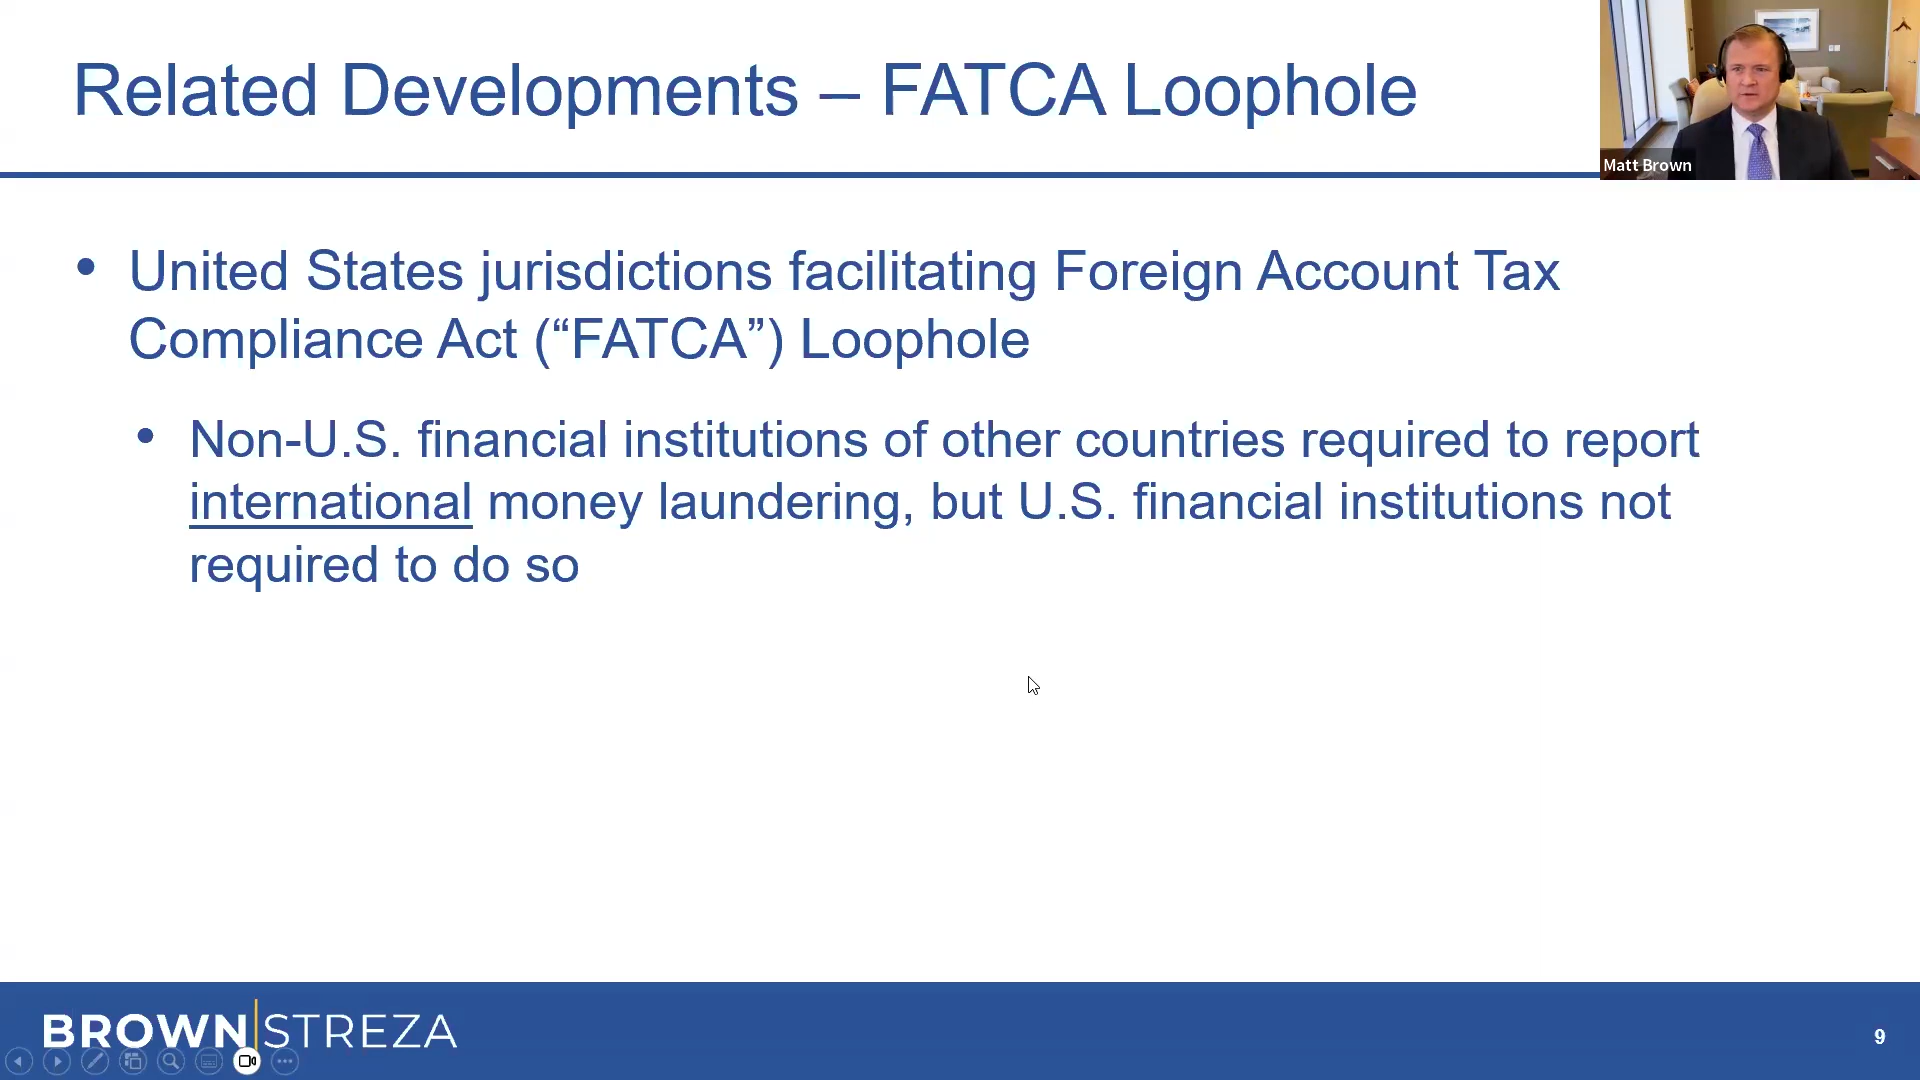 Related Developments – FATCA Loophole
Matt Brown
• United States jurisdictions facilitating Foreign Account Tax
Compliance Act (“FATCA”) Loophole
• Non-U.S. financial institutions of other countries required to report
international money laundering, but U.S. financial institutions not
required to do so
BROWN|STREZA
9